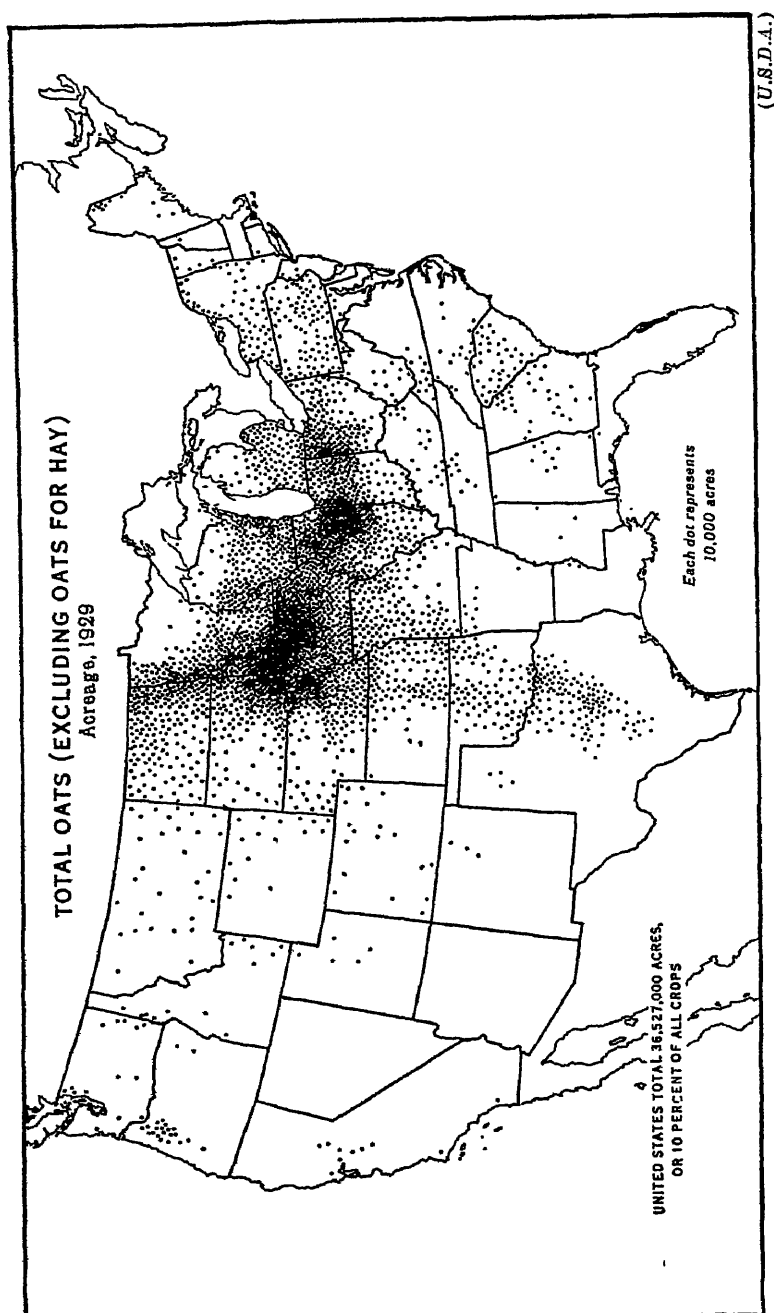 TOTAL OATS (EXCLUDING OATS FOR HAY)
Acreage, 1929
Each dot represents
10,000 acres
UNITED STATES TOTAL 36,527,000 ACRES,
OR 10 PERCENT OF ALL CROPS
(U.S.D.A.)